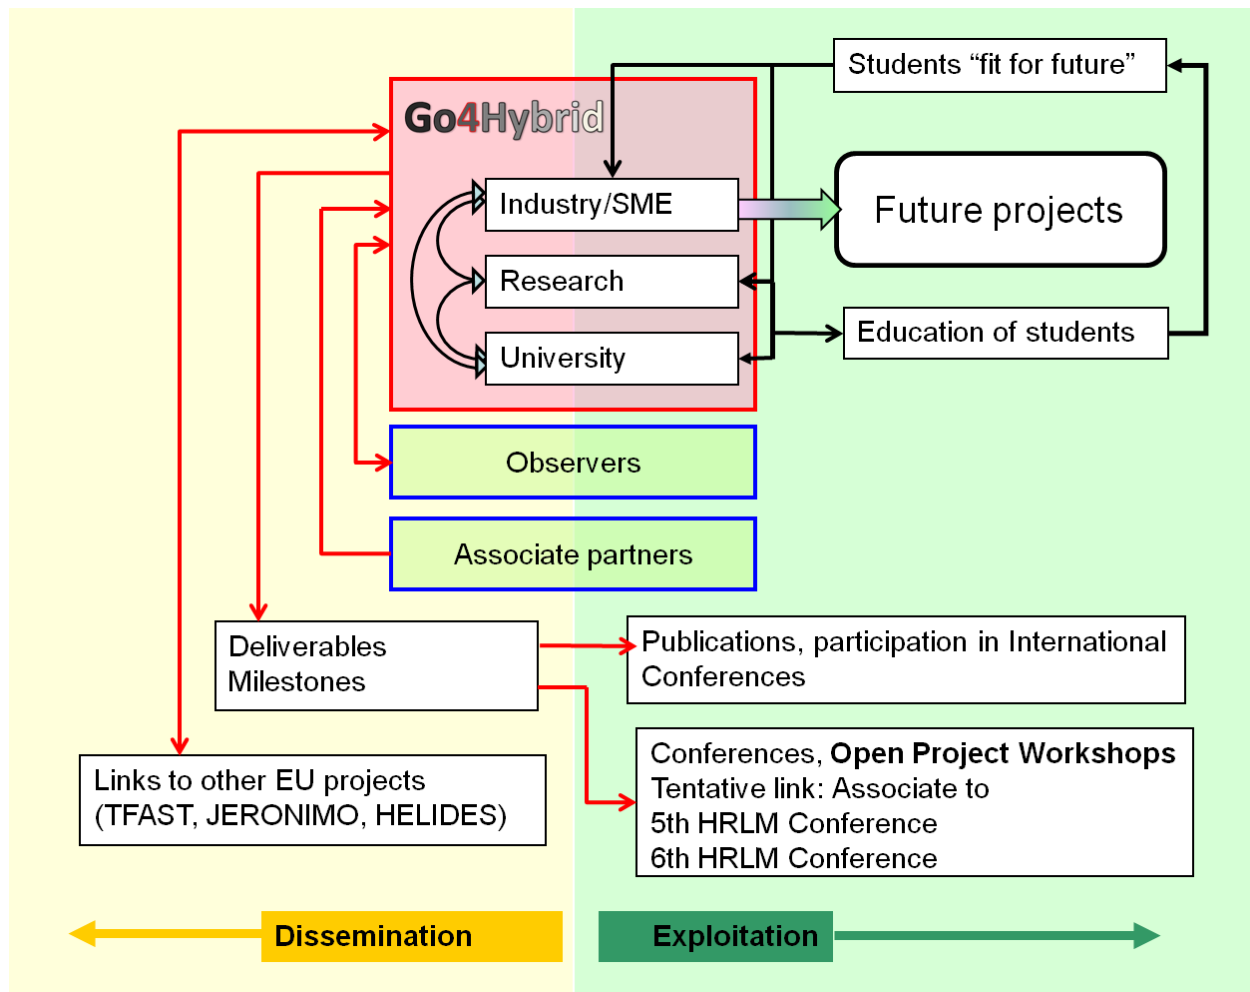 Students “fit for future”
Go4Hybrid
Industry/SME
Future projects
Research
Education of students
University
Observers
Associate partners
Deliverables
Milestones
Publications, participation in International
Conferences
Links to other EU projects
(TFAST, JERONIMO, HELIDES)
Conferences, Open Project Workshops
Tentative link: Associate to
5th HRLM Conference
6th HRLM Conference
Dissemination
Exploitation